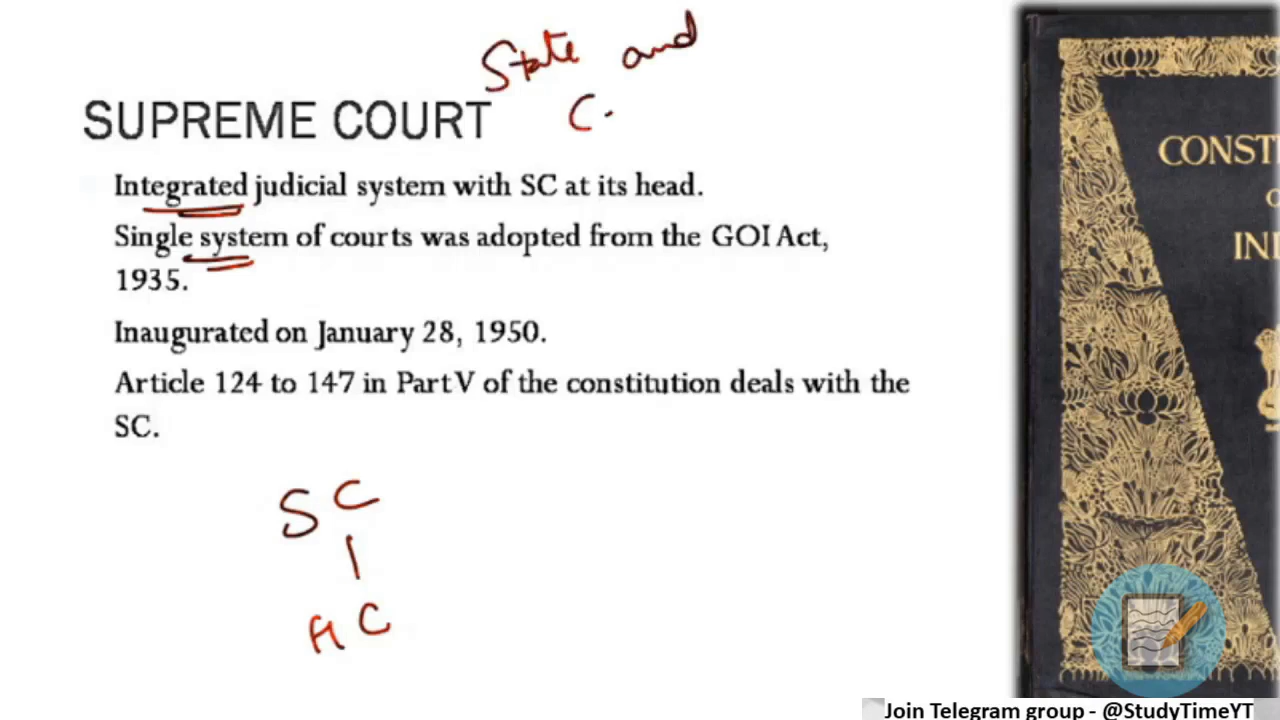 State and
C.
SUPREME COURT
Integrated judicial system with SC at its head.
Single system of courts was adopted from the GOI Act,
1935.
Inaugurated on January 28, 1950.
Article 124 to 147 in Part V of the constitution deals with the
SC.
SC
HC
CONSTI
O
IND
Join Telegram group - @StudyTimeYT